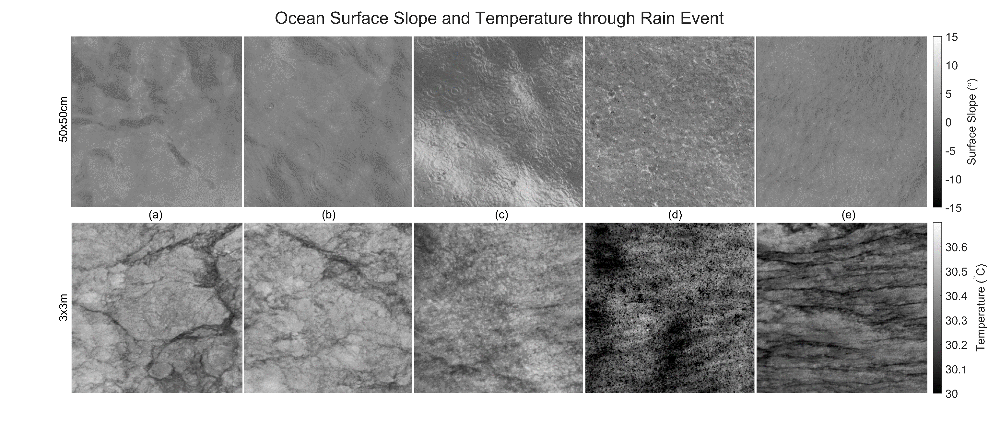 Ocean Surface Slope and Temperature through Rain Event
50x50cm
15
10
5
0
-5
-10
-15
Surface Slope (°)
(a)
(b)
(c)
(d)
(e)
3x3m
30.6
30.5
30.4
30.3
30.2
30.1
30
Temperature (°C)